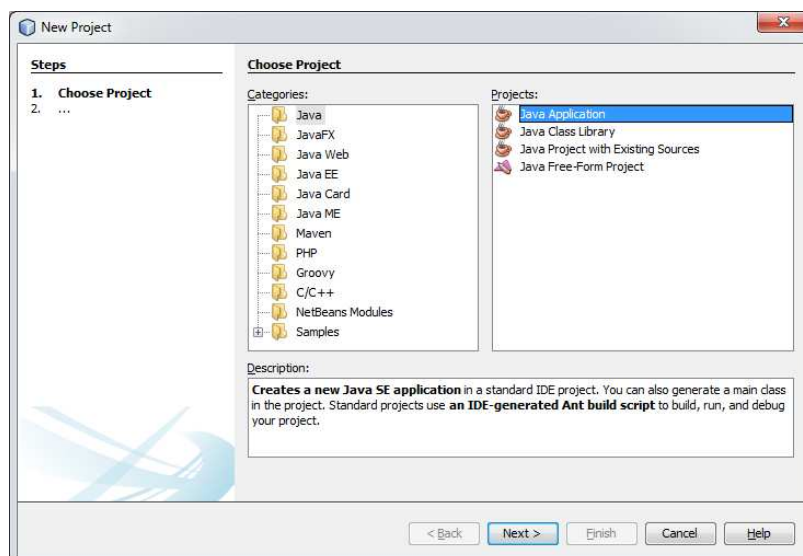 New Project
Steps
1. Choose Project
2. ...
Choose Project
Categories:
Java
JavaFX
Java Web
Java EE
Java Card
Java ME
Maven
PHP
Groovy
C/C++
NetBeans Modules
Samples
Projects:
Java Application
Java Class Library
Java Project with Existing Sources
Java Free-Form Project
Description:
Creates a new Java SE application in a standard IDE project. You can also generate a main class
in the project. Standard projects use an IDE-generated Ant build script to build, run, and debug
your project.
< Back
Next >
Finish
Cancel
Help